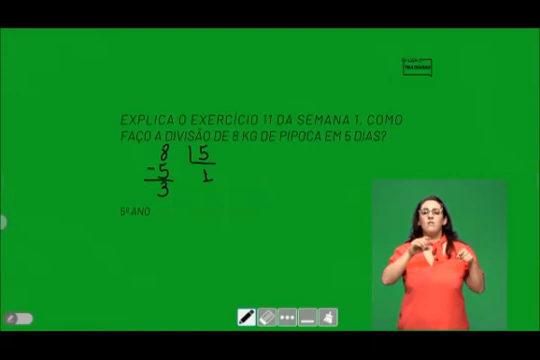 EXPLICA O EXERCÍCIO 11 DA SEMANA 1, COMO
FAÇO A DIVISÃO DE 8 KG DE PIPOCA EM 5 DIAS?
8 5
- 5 1
3
5º ANO